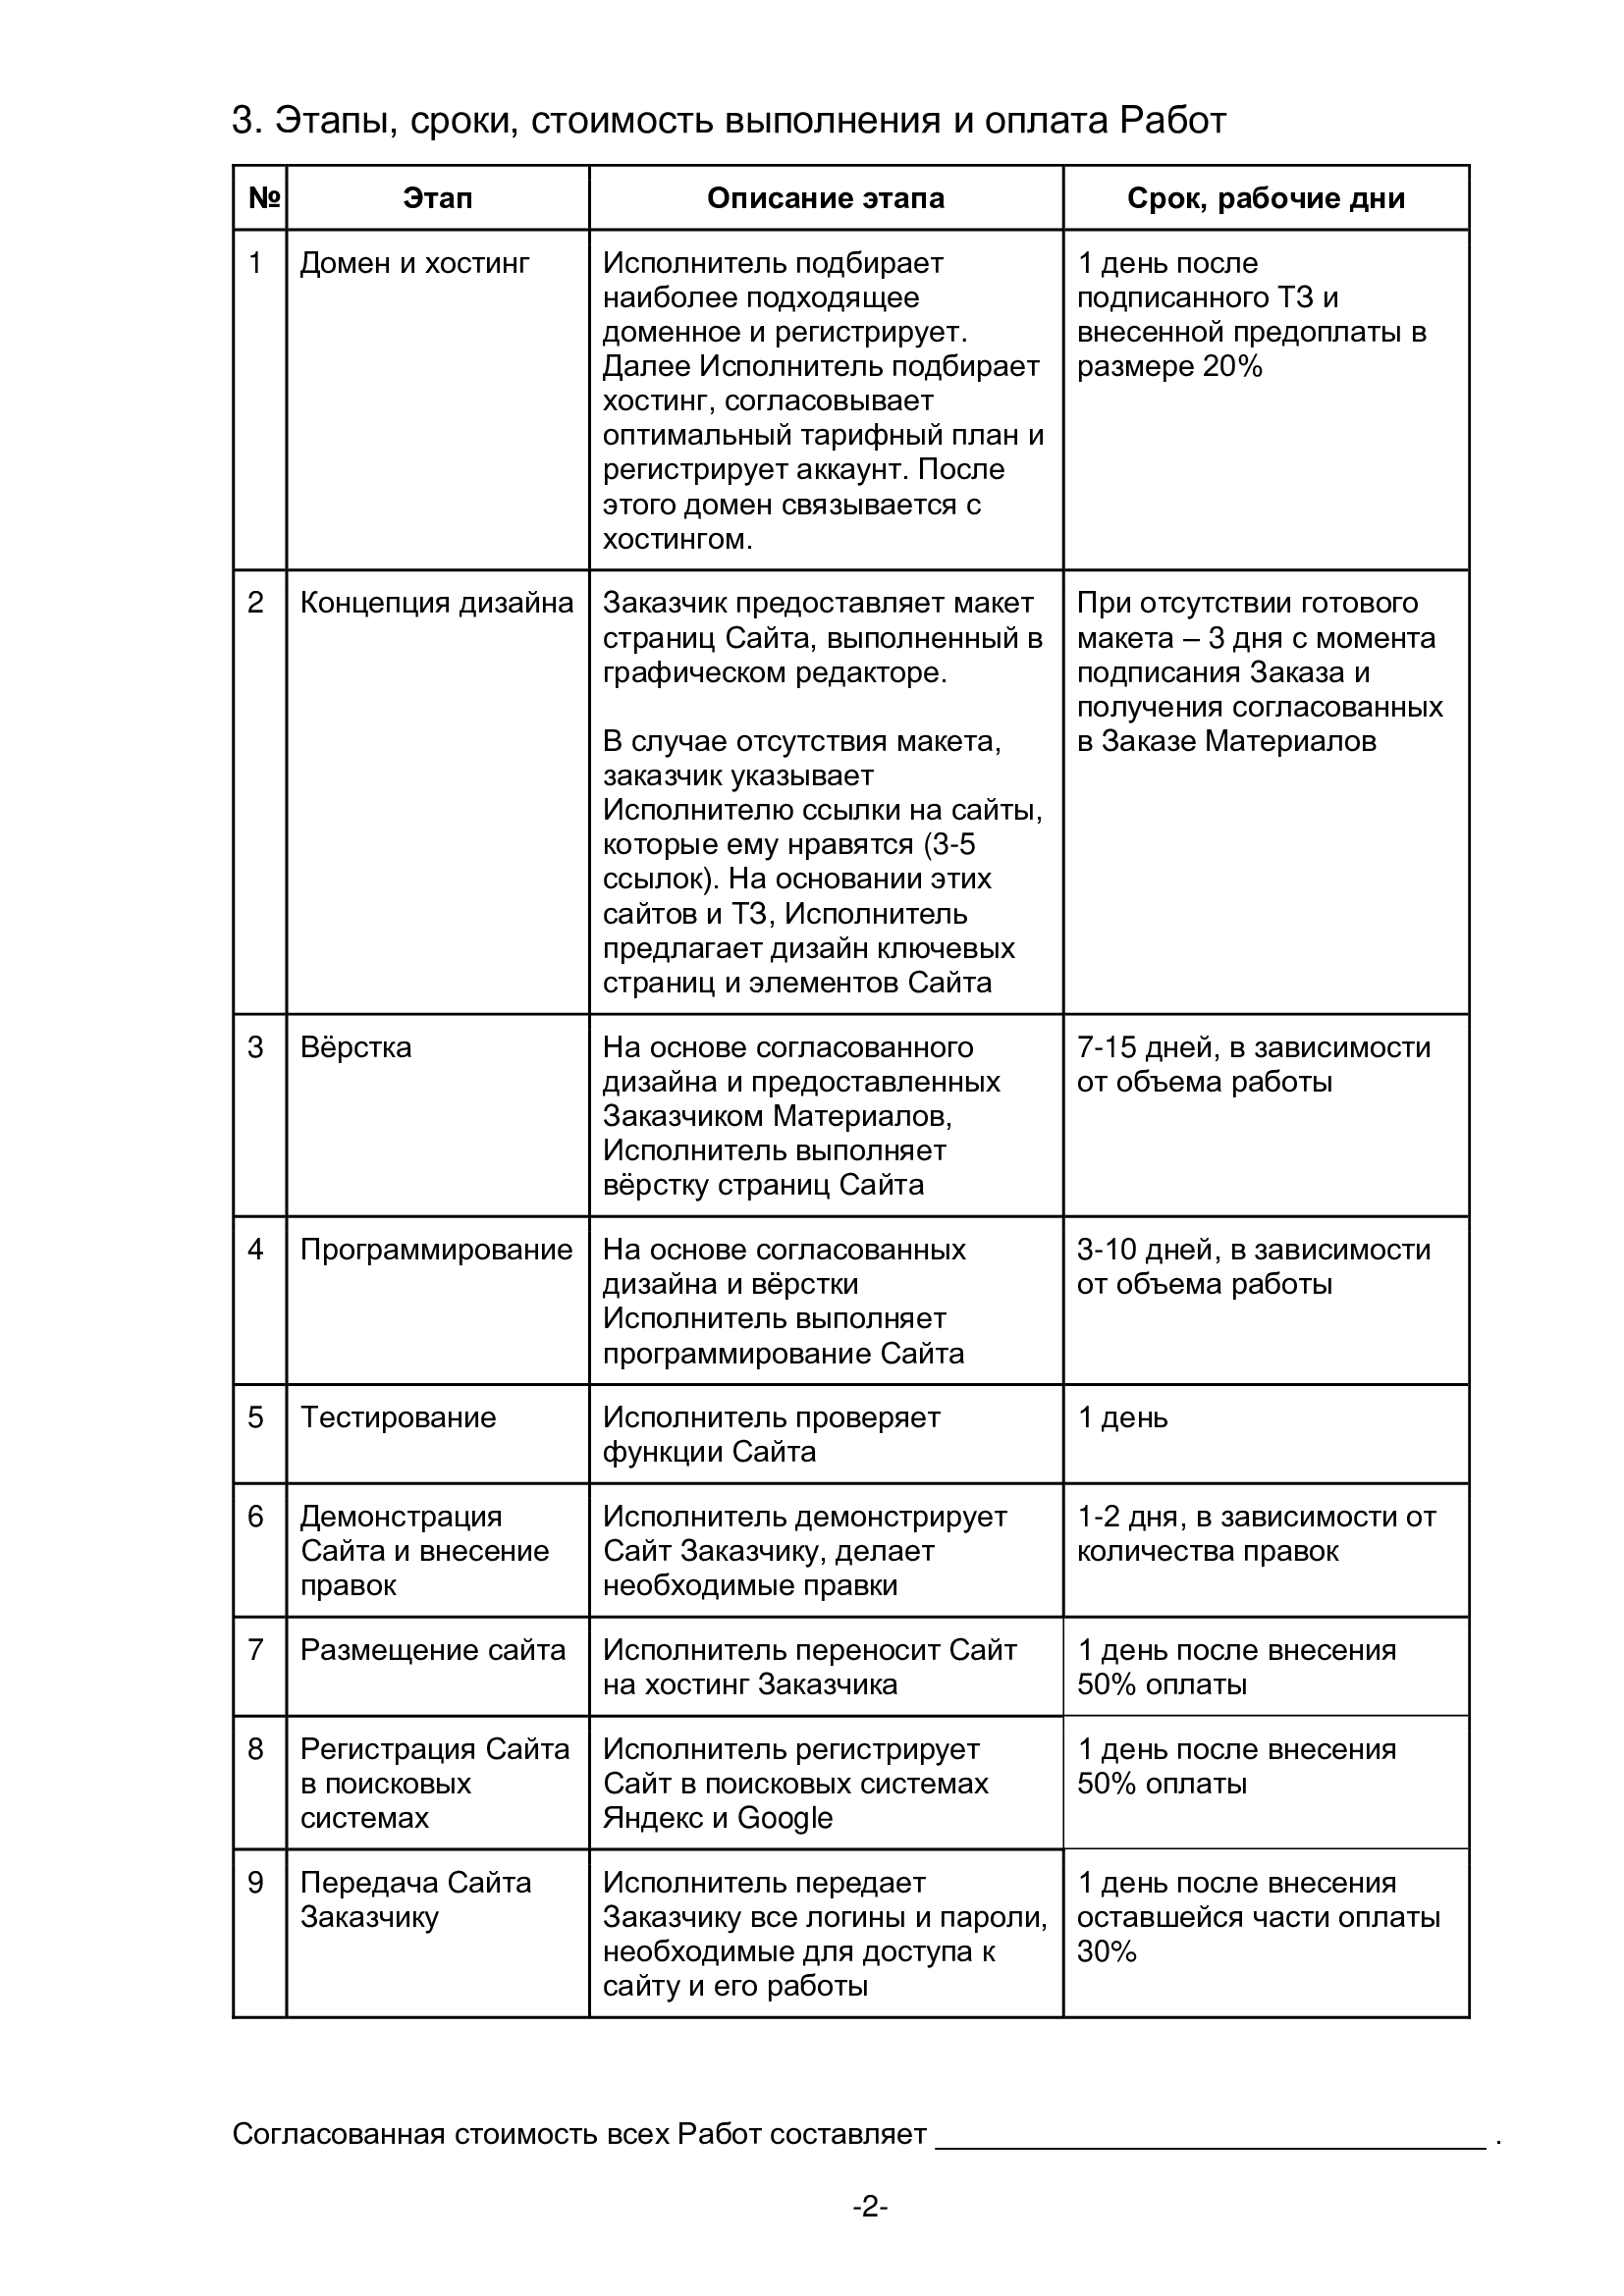 3. Этапы, сроки, стоимость выполнения и оплата Работ
№ Этап Описание этапа Срок, рабочие дни
1 Домен и хостинг
Исполнитель подбирает
наиболее подходящее
доменное и регистрирует.
Далее Исполнитель подбирает
хостинг, согласовывает
оптимальный тарифный план и
регистрирует аккаунт. После
этого домен связывается с
хостингом.
1 день после
подписанного ТЗ и
внесенной предоплаты в
размере 20%
2 Концепция дизайна
Заказчик предоставляет макет
страниц Сайта, выполненный в
графическом редакторе.
В случае отсутствия макета,
заказчик указывает
Исполнителю ссылки на сайты,
которые ему нравятся (3-5
ссылок). На основании этих
сайтов и ТЗ, Исполнитель
предлагает дизайн ключевых
страниц и элементов Сайта
При отсутствии готового
макета – 3 дня с момента
подписания Заказа и
получения согласованных
в Заказе Материалов
3 Вёрстка
На основе согласованного
дизайна и предоставленных
Заказчиком Материалов,
Исполнитель выполняет
вёрстку страниц Сайта
7-15 дней, в зависимости
от объема работы
4 Программирование
На основе согласованных
дизайна и вёрстки
Исполнитель выполняет
программирование Сайта
3-10 дней, в зависимости
от объема работы
5 Тестирование
Исполнитель проверяет
функции Сайта
1 день
6 Демонстрация
Сайта и внесение
правок
Исполнитель демонстрирует
Сайт Заказчику, делает
необходимые правки
1-2 дня, в зависимости от
количества правок
7 Размещение сайта
Исполнитель переносит Сайт
на хостинг Заказчика
1 день после внесения
50% оплаты
8 Регистрация Сайта
в поисковых
системах
Исполнитель регистрирует
Сайт в поисковых системах
Яндекс и Google
1 день после внесения
50% оплаты
9 Передача Сайта
Заказчику
Исполнитель передает
Заказчику все логины и пароли,
необходимые для доступа к
сайту и его работы
1 день после внесения
оставшейся части оплаты
30%
Согласованная стоимость всех Работ составляет _________________________________ .
-2-